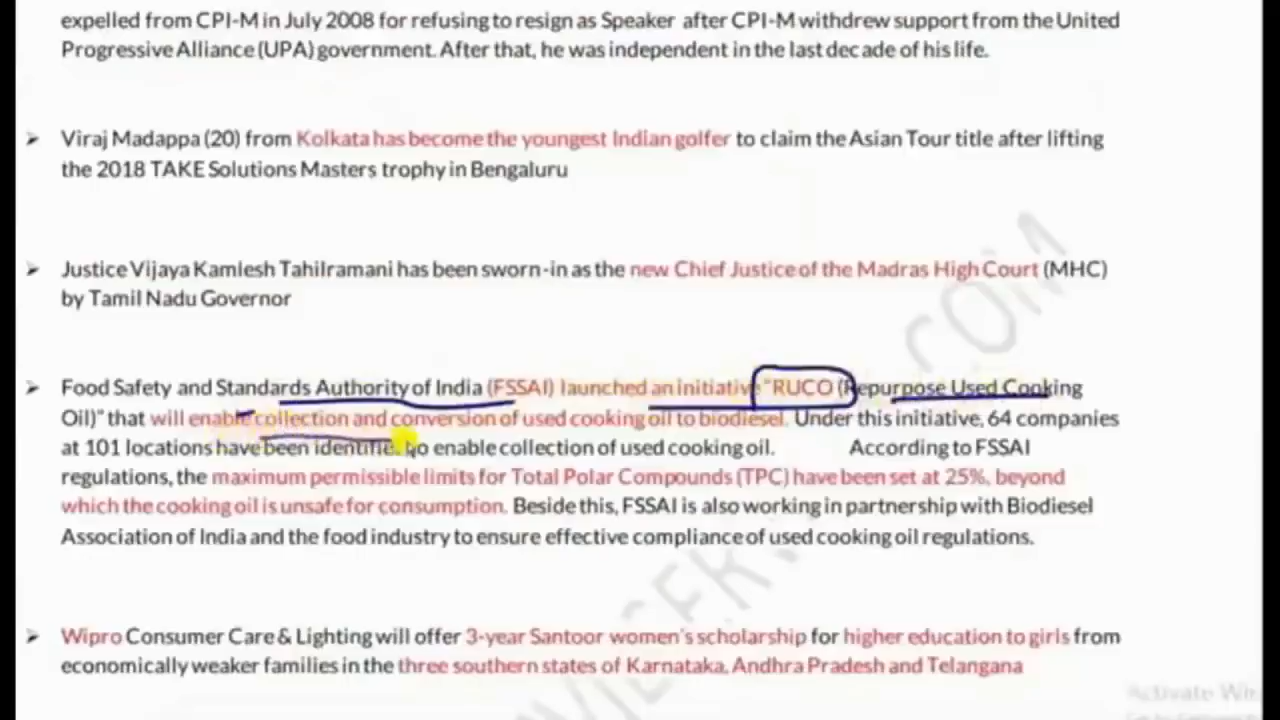 expelled from CPI-M in July 2008 for refusing to resign as Speaker after CPI-M withdrew support from the United
Progressive Alliance (UPA) government. After that, he was independent in the last decade of his life.
➢ Viraj Madappa (20) from Kolkata has become the youngest Indian golfer to claim the Asian Tour title after lifting
the 2018 TAKE Solutions Masters trophy in Bengaluru
➢ Justice Vijaya Kamlesh Tahilramani has been sworn-in as the new Chief Justice of the Madras High Court (MHC)
by Tamil Nadu Governor
➢ Food Safety and Standards Authority of India (FSSAI) launched an initiative "RUCO (Repurpose Used Cooking
Oil)" that will enable collection and conversion of used cooking oil to biodiesel. Under this initiative, 64 companies
at 101 locations have been identified to enable collection of used cooking oil. According to FSSAI
regulations, the maximum permissible limits for Total Polar Compounds (TPC) have been set at 25%, beyond
which the cooking oil is unsafe for consumption. Beside this, FSSAI is also working in partnership with Biodiesel
Association of India and the food industry to ensure effective compliance of used cooking oil regulations.
➢ Wipro Consumer Care & Lighting will offer 3-year Santoor women's scholarship for higher education to girls from
economically weaker families in the three southern states of Karnataka, Andhra Pradesh and Telangana
Activate Win